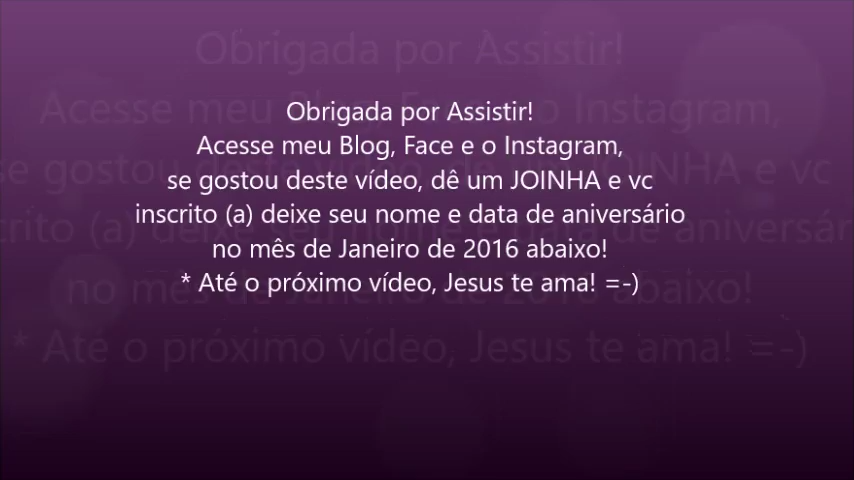 Obrigada por Assistir!
Acesse meu Blog, Face e o Instagram,
se gostou deste vídeo, dê um JOINHA e vc
inscrito (a) deixe seu nome e data de aniversário
no mês de Janeiro de 2016 abaixo!
* Até o próximo vídeo, Jesus te ama! =-)